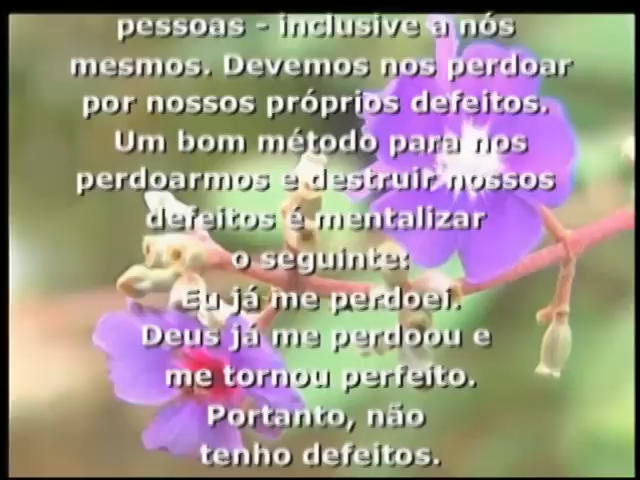 pessoas - inclusive a nós
mesmos. Devemos nos perdoar
por nossos próprios defeitos.
Um bom método para nos
perdoarmos e destruir nossos
defeitos é mentalizar
o seguinte:
Eu já me perdoei.
Deus já me perdoou e
me tornou perfeito.
Portanto, não
tenho defeitos.